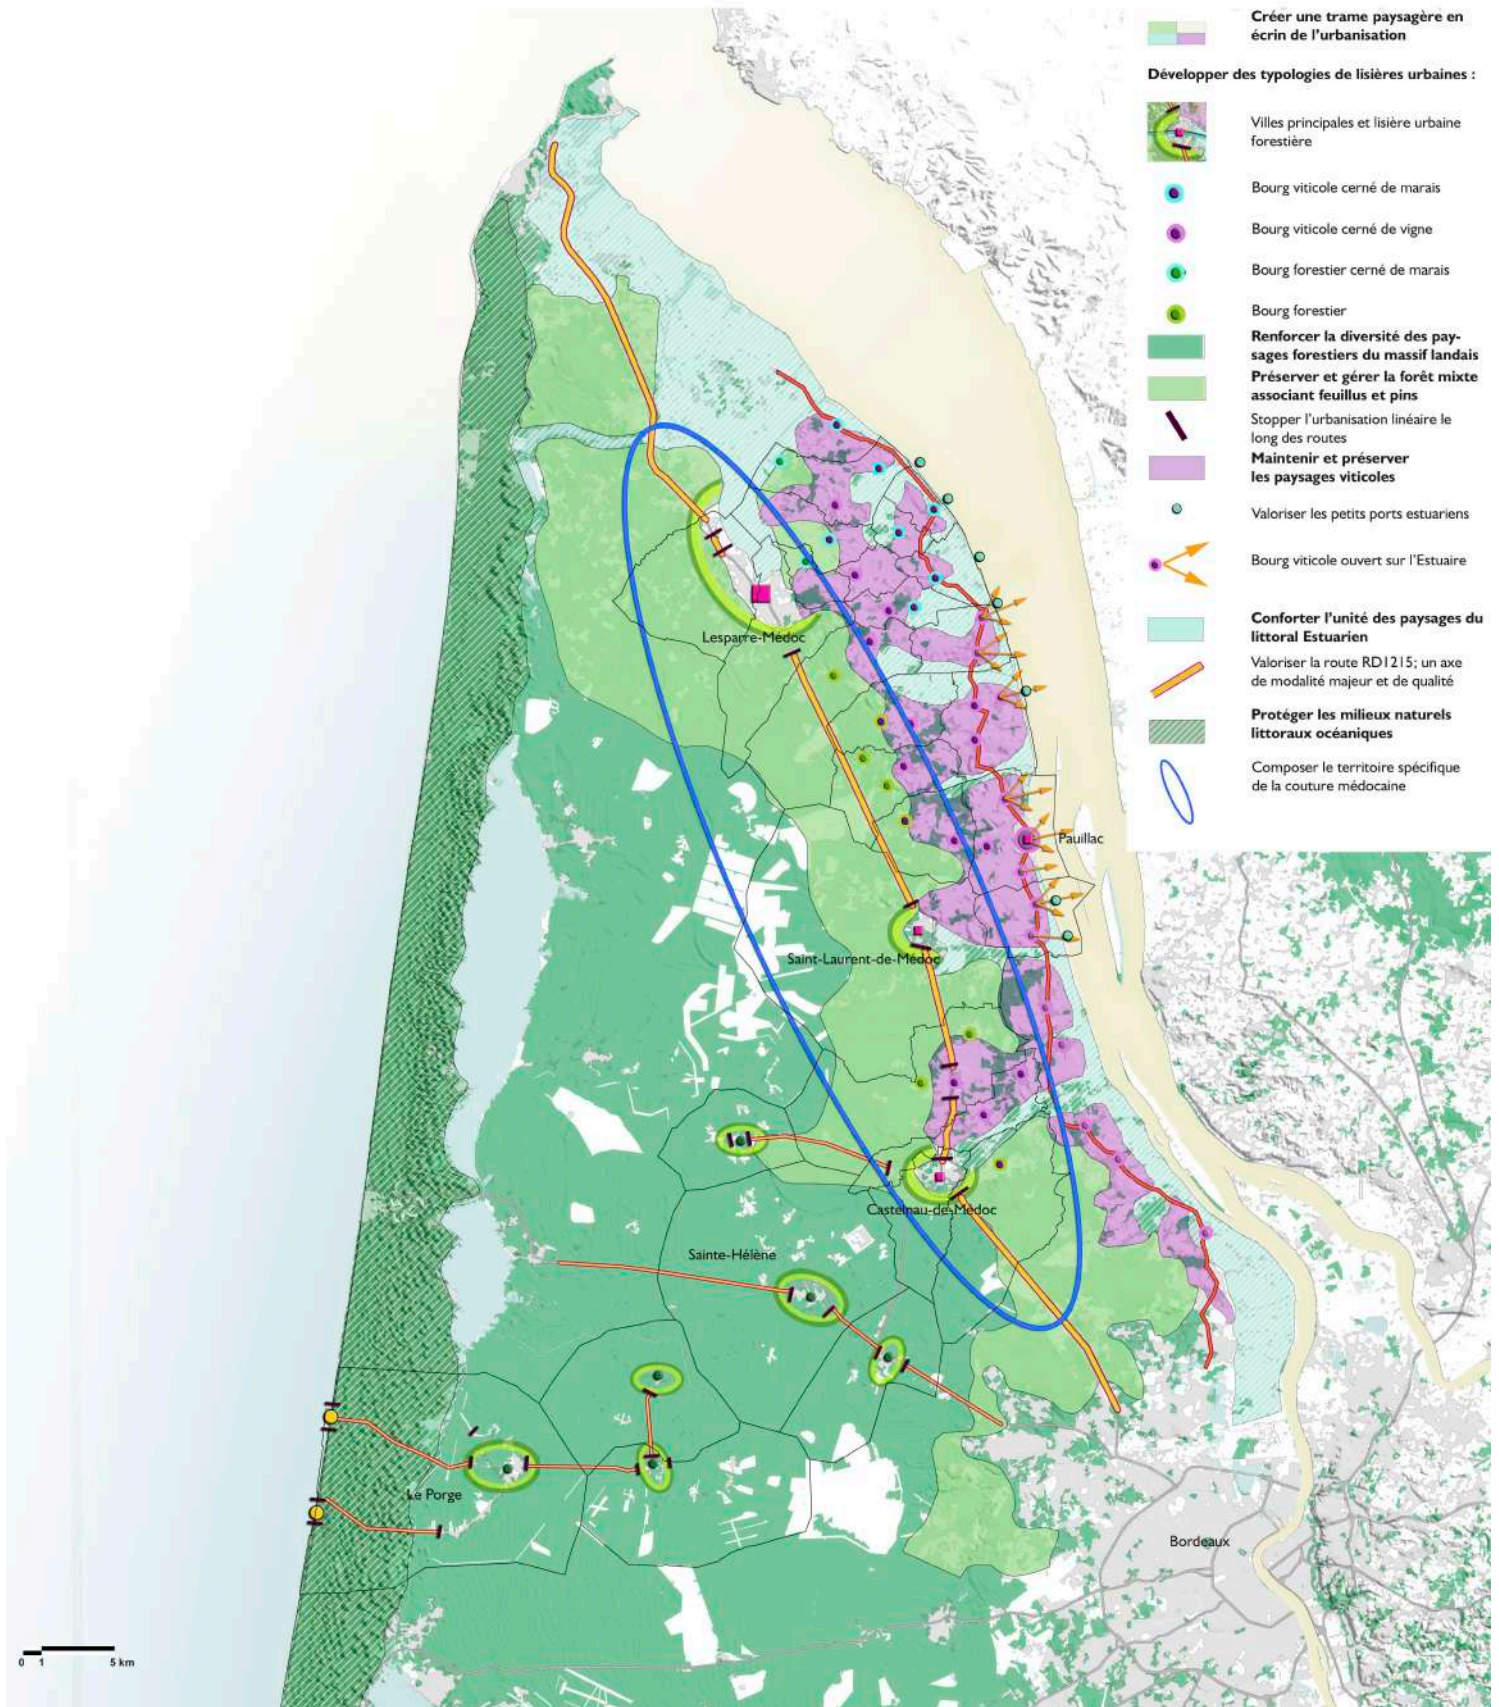 Créer une trame paysagère en
écrin de l'urbanisation
Développer des typologies de lisières urbaines :
Villes principales et lisière urbaine
forestière
Bourg viticole cerné de marais
Bourg viticole cerné de vigne
Bourg forestier cerné de marais
Bourg forestier
Renforcer la diversité des pay-
sages forestiers du massif landais
Préserver et gérer la forêt mixte
associant feuillus et pins
Stopper l'urbanisation linéaire le
long des routes
Maintenir et préserver
les paysages viticoles
Valoriser les petits ports estuariens
Bourg viticole ouvert sur l'Estuaire
Conforter l'unité des paysages du
littoral Estuarien
Valoriser la route RD1215; un axe
de modalité majeur et de qualité
Protéger les milieux naturels
littoraux océaniques
Composer le territoire spécifique
de la couture médocaine
Lesparre-Médoc
Pauillac
Saint-Laurent-de-Médoc
Castelnau-de-Médoc
Sainte-Hélène
Le Porge
Bordeaux
0 1 5 km